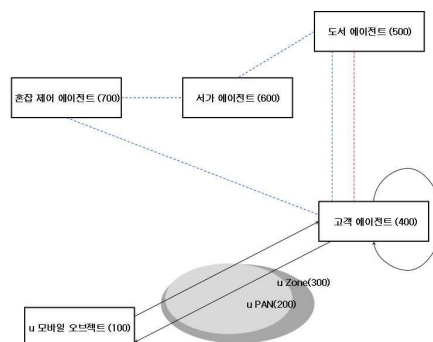 도서 에이전트 (500)
혼잡 제어 에이전트 (700)
서가 에이전트 (600)
고객 에이전트 (400)
u Zone(300)
u PAN(200)
u 모바일 오브젝트 (100)